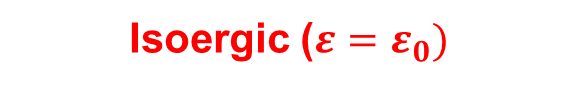 Isoergic (𝜺 = 𝜺₀)